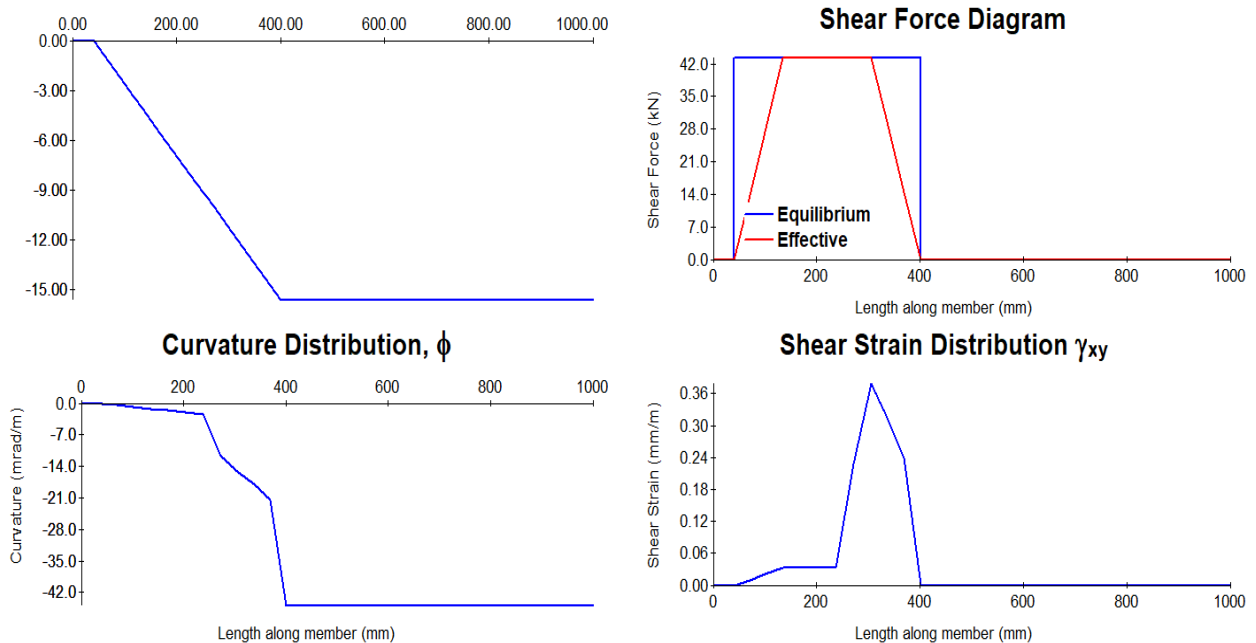 0.00 200.00 400.00 600.00 800.00 1000.00
0.00
-3.00
-6.00
-9.00
-12.00
-15.00
Shear Force Diagram
Shear Force (kN)
42.0
35.0
28.0
21.0
14.0
7.0
0.0
Equilibrium
Effective
0 200 400 600 800 1000
Length along member (mm)
Curvature Distribution, ϕ
0 200 400 600 800 1000
Curvature (mrad/m)
0.0
-7.0
-14.0
-21.0
-28.0
-35.0
-42.0
Length along member (mm)
Shear Strain Distribution γxy
Shear Strain (mm/m)
0.36
0.30
0.24
0.18
0.12
0.06
0.00
0 200 400 600 800 1000
Length along member (mm)